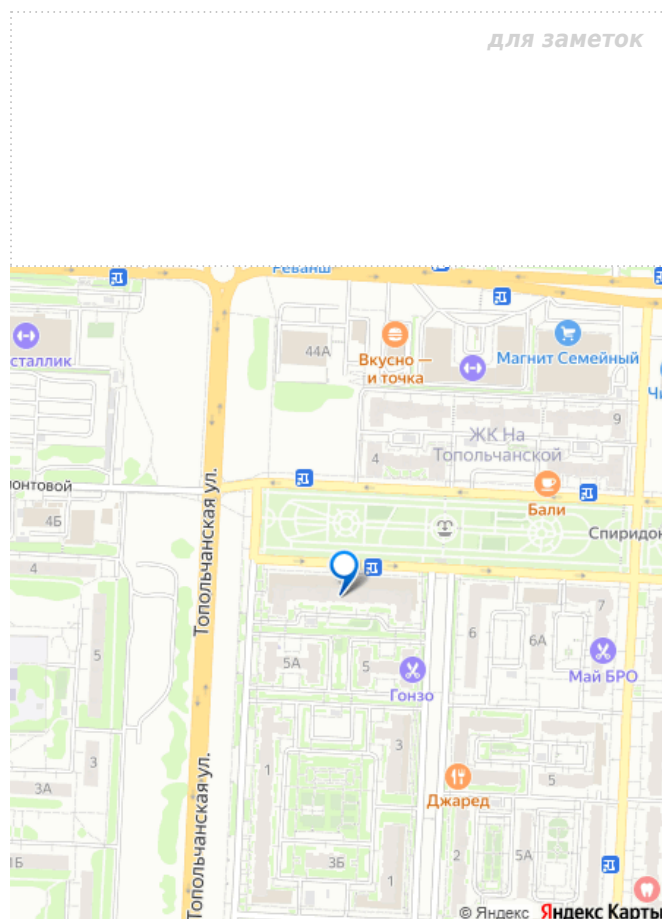 для заметок
Реванш
44А
Вкусно —
и точка
Магнит Семейный
сталлик
Чи
9
ЖК На
Топольчанской
4
Бали
онтовой
4Б
Спиридон
Топольчанская ул.
4
5
5А
5
Гонзо
6
6А
7
Май БРО
3
1
3
3А
Джаред
5
Топольчанская ул.
1Б
3Б
1
2
5А
© Яндекс Яндекс Карты